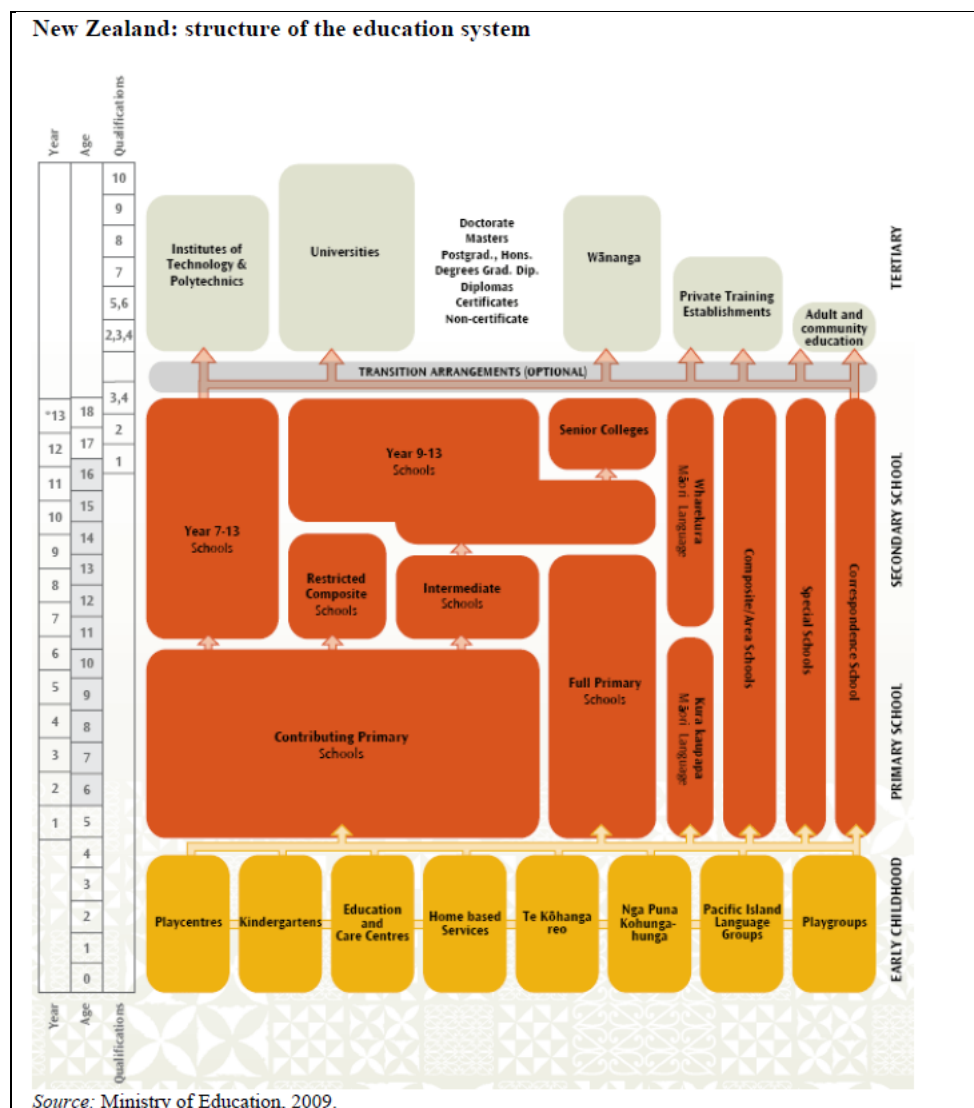 New Zealand: structure of the education system
Year
Age
Qualifications
10
9
8
7
5,6
2,3,4
3,4
2
1
*13
12
11
10
9
8
7
6
5
4
3
2
1
18
17
16
15
14
13
12
11
10
9
8
7
6
5
4
3
2
1
0
Institutes of
Technology &
Polytechnics
Universities
Doctorate
Masters
Postgrad., Hons.
Degrees Grad. Dip.
Diplomas
Certificates
Non-certificate
Wānanga
Private Training
Establishments
Adult and
community
education
TERTIARY
TRANSITION ARRANGEMENTS (OPTIONAL)
Year 7-13
Schools
Year 9-13
Schools
Senior Colleges
Restricted
Composite
Schools
Intermediate
Schools
Wharekura
Māori Language
Composite/Area Schools
Special Schools
Correspondence School
SECONDARY SCHOOL
Contributing Primary
Schools
Full Primary
Schools
Kura kaupapa
Māori Language
PRIMARY SCHOOL
Playcentres
Kindergartens
Education
and
Care Centres
Home based
Services
Te Kōhanga
reo
Nga Puna
Kohunga-
hunga
Pacific Island
Language
Groups
Playgroups
EARLY CHILDHOOD
Year
Age
Qualifications
Source: Ministry of Education, 2009.